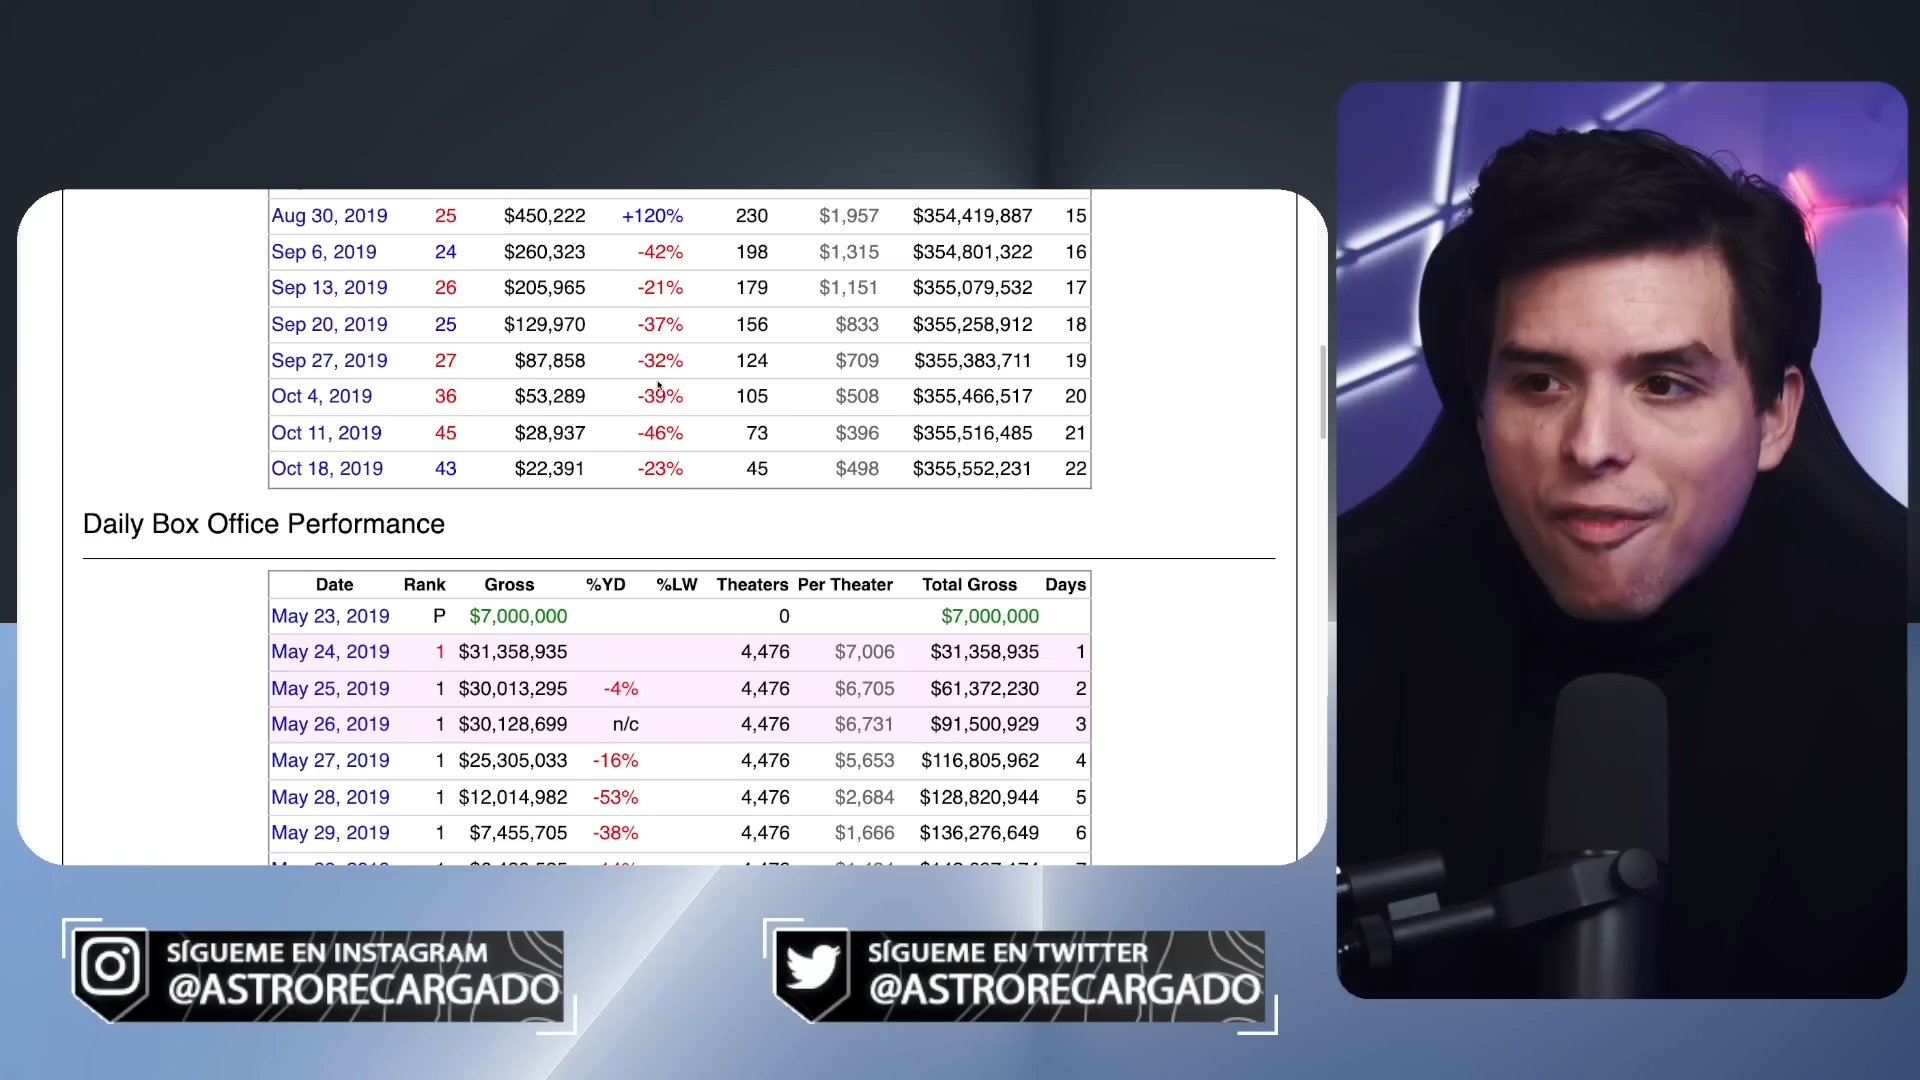 Aug 30, 2019 25 $450,222 +120% 230 $1,957 $354,419,887 15
Sep 6, 2019 24 $260,323 -42% 198 $1,315 $354,801,322 16
Sep 13, 2019 26 $205,965 -21% 179 $1,151 $355,079,532 17
Sep 20, 2019 25 $129,970 -37% 156 $833 $355,258,912 18
Sep 27, 2019 27 $87,858 -32% 124 $709 $355,383,711 19
Oct 4, 2019 36 $53,289 -39% 105 $508 $355,466,517 20
Oct 11, 2019 45 $28,937 -46% 73 $396 $355,516,485 21
Oct 18, 2019 43 $22,391 -23% 45 $498 $355,552,231 22
Daily Box Office Performance
Date Rank Gross %YD %LW Theaters Per Theater Total Gross Days
May 23, 2019 P $7,000,000 0 $7,000,000
May 24, 2019 1 $31,358,935 4,476 $7,006 $31,358,935 1
May 25, 2019 1 $30,013,295 -4% 4,476 $6,705 $61,372,230 2
May 26, 2019 1 $30,128,699 n/c 4,476 $6,731 $91,500,929 3
May 27, 2019 1 $25,305,033 -16% 4,476 $5,653 $116,805,962 4
May 28, 2019 1 $12,014,982 -53% 4,476 $2,684 $128,820,944 5
May 29, 2019 1 $7,455,705 -38% 4,476 $1,666 $136,276,649 6
SÍGUEME EN INSTAGRAM
@ASTRORECARGADO
SÍGUEME EN TWITTER
@ASTRORECARGADO